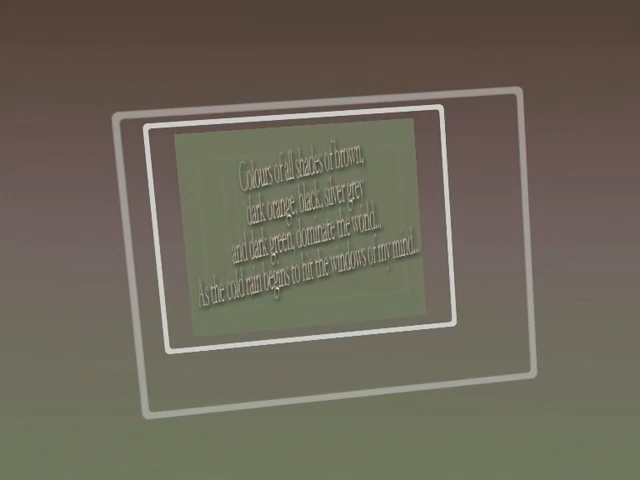 Colours of all shades of brown,
dark orange, black, silver grey
and dark green, dominate the world...
As the cold rain begins to hit the windows of my mind...